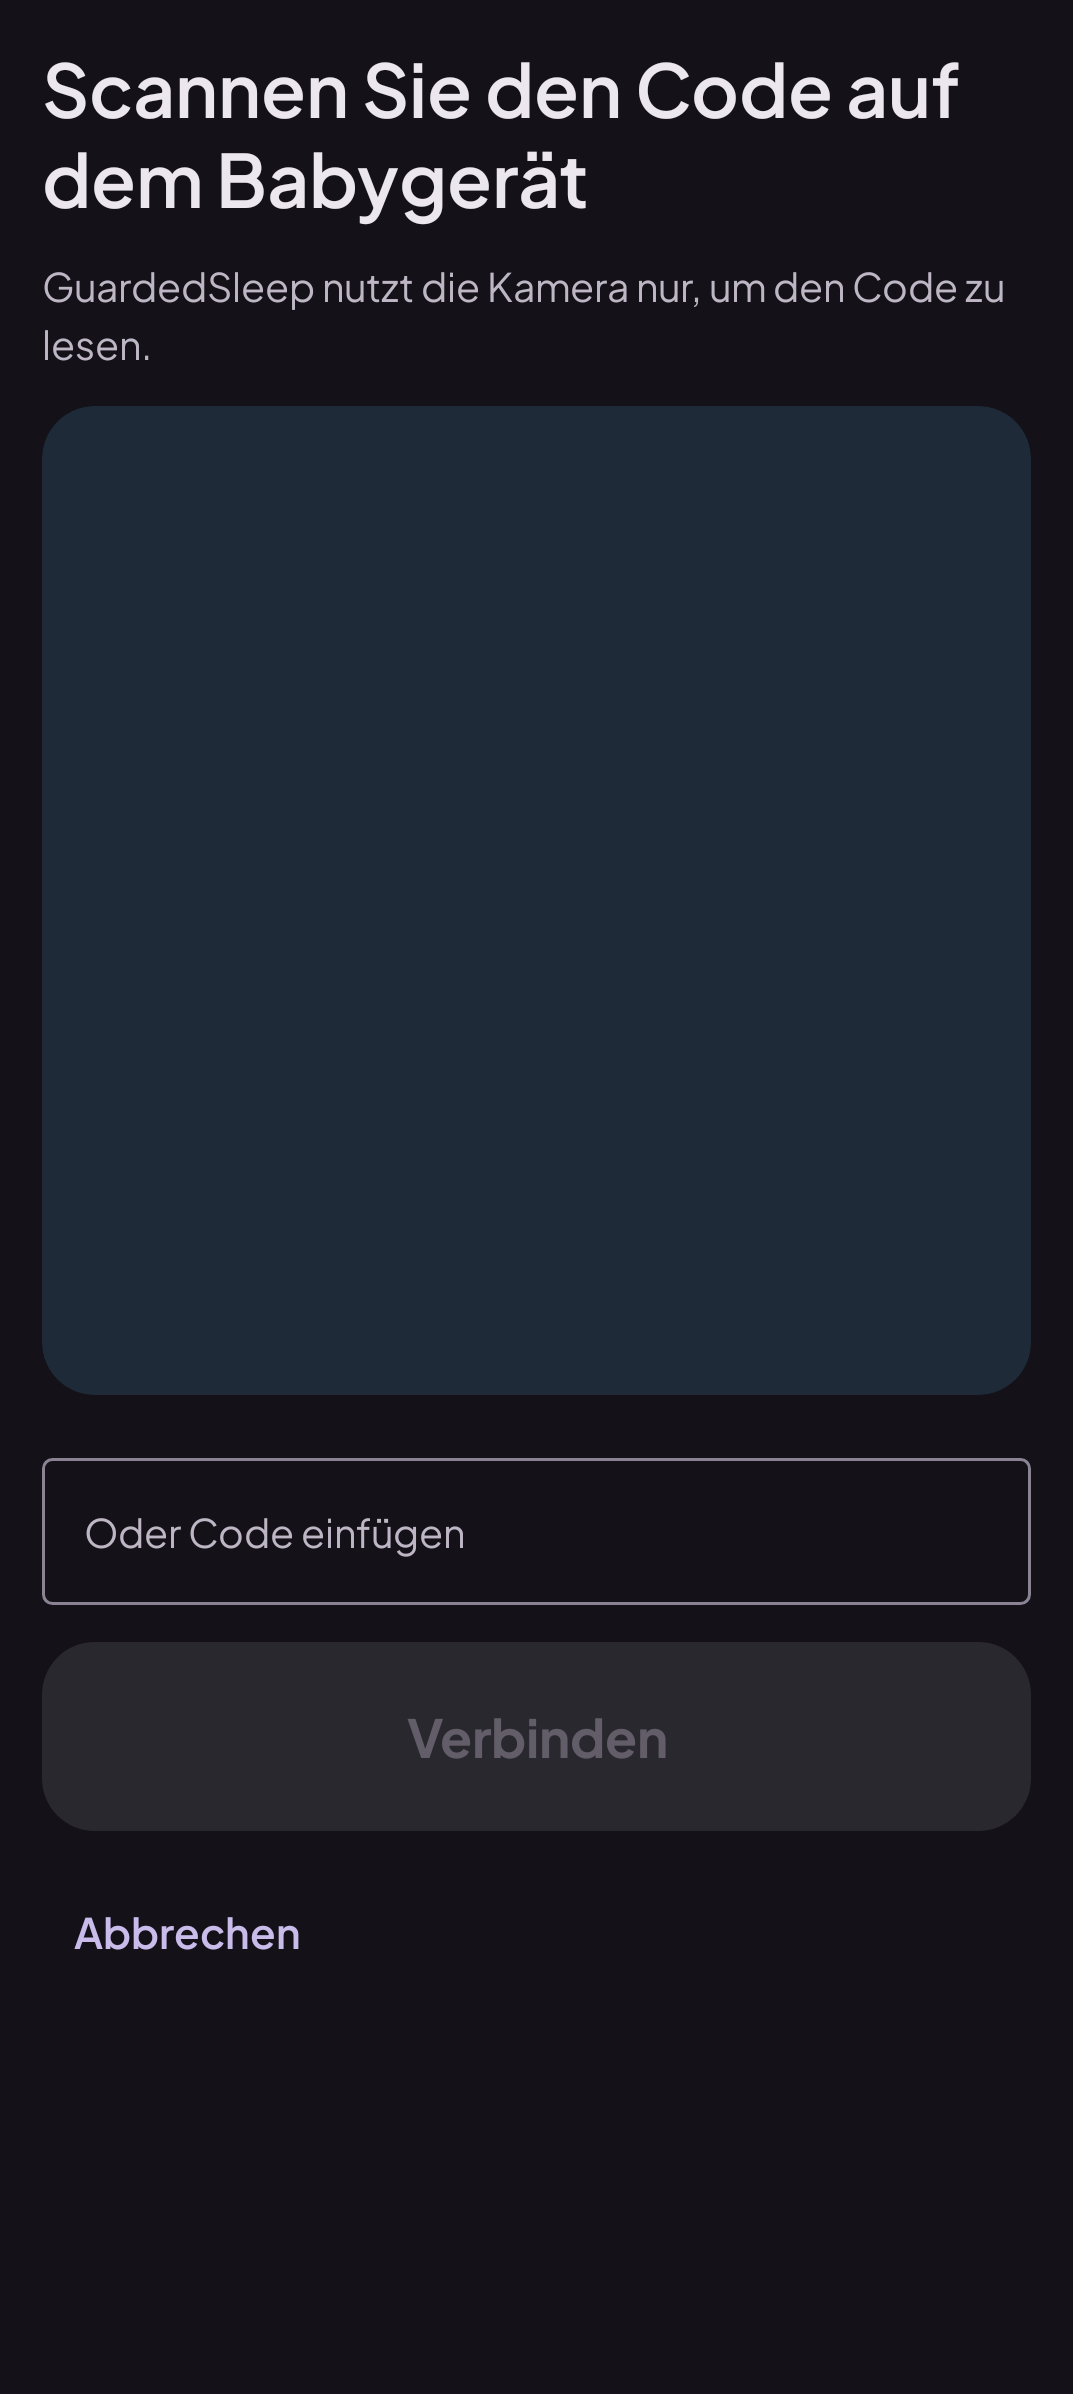 Scannen Sie den Code auf
dem Babygerät
GuardedSleep nutzt die Kamera nur, um den Code zu
lesen.
Oder Code einfügen
Verbinden
Abbrechen